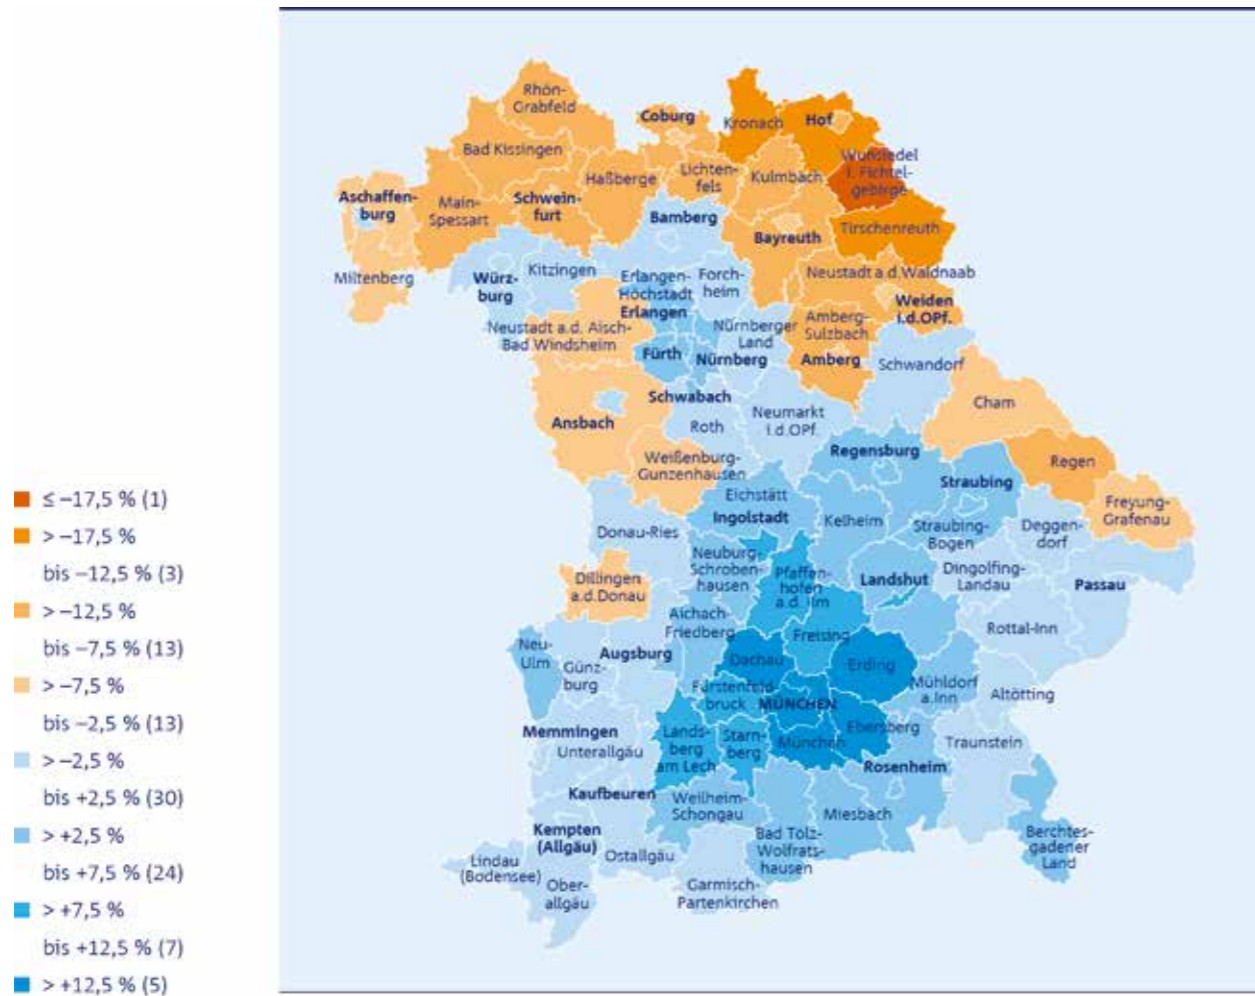 Rhön-
Grabfeld
Coburg
Kronach
Hof
Bad Kissingen
Wunsiedel
i. Fichtel-
gebirge
Haßberge
Lichten-
fels
Kulmbach
Aschaffen-
burg
Main-
Spessart
Schwein-
furt
Bamberg
Bayreuth
Tirschenreuth
Miltenberg
Würz-
burg
Kitzingen
Erlangen-
Höchstadt
Erlangen
Forch-
heim
Neustadt a.d. Waldnaab
Weiden
i.d.OPf.
Neustadt a.d. Aisch-
Bad Windsheim
Fürth
Nürnberg
Nürnberger
Land
Amberg-
Sulzbach
Amberg
Schwandorf
Ansbach
Schwabach
Roth
Neumarkt
i.d.OPf.
Cham
Weißenburg-
Gunzenhausen
Regensburg
Regen
Straubing
Eichstätt
Ingolstadt
Kelheim
Straubing-
Bogen
Deggen-
dorf
Freyung-
Grafenau
Donau-Ries
Neuburg-
Schroben-
hausen
Pfaffen-
hofen
a.d. Ilm
Landshut
Dingolfing-
Landau
Passau
Dillingen
a.d.Donau
Aichach-
Friedberg
Freising
Rottal-Inn
Neu-
Ulm
Günz-
burg
Augsburg
Dachau
Erding
Mühldorf
a.Inn
Altötting
Fürstenfeld-
bruck
MÜNCHEN
Ebersberg
Memmingen
Unterallgäu
Lands-
berg
am Lech
Starn-
berg
München
Traunstein
Rosenheim
Kaufbeuren
Weilheim-
Schongau
Miesbach
Kempten
(Allgäu)
Ostallgäu
Bad Tölz-
Wolfrats-
hausen
Berchtes-
gadener
Land
Lindau
(Bodensee)
Ober-
allgäu
Garmisch-
Partenkirchen
≤ −17,5 % (1)
> −17,5 %
bis −12,5 % (3)
> −12,5 %
bis −7,5 % (13)
> −7,5 %
bis −2,5 % (13)
> −2,5 %
bis +2,5 % (30)
> +2,5 %
bis +7,5 % (24)
> +7,5 %
bis +12,5 % (7)
> +12,5 % (5)